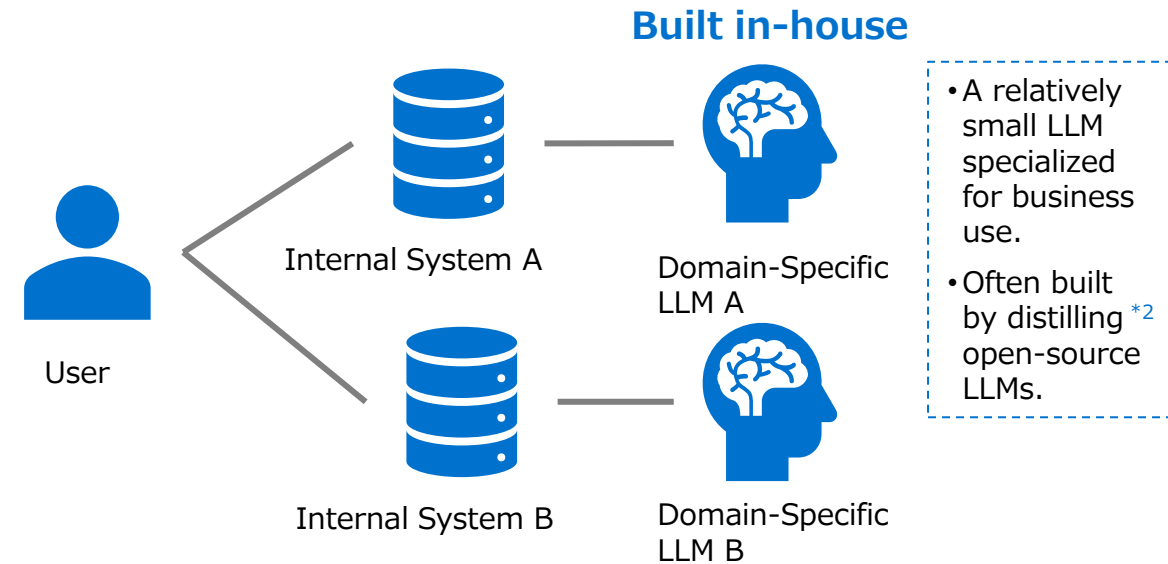 Built in-house
User
Internal System A
Domain-Specific
LLM A
Internal System B
Domain-Specific
LLM B
•A relatively
small LLM
specialized
for business
use.
•Often built
by distilling *2
open-source
LLMs.